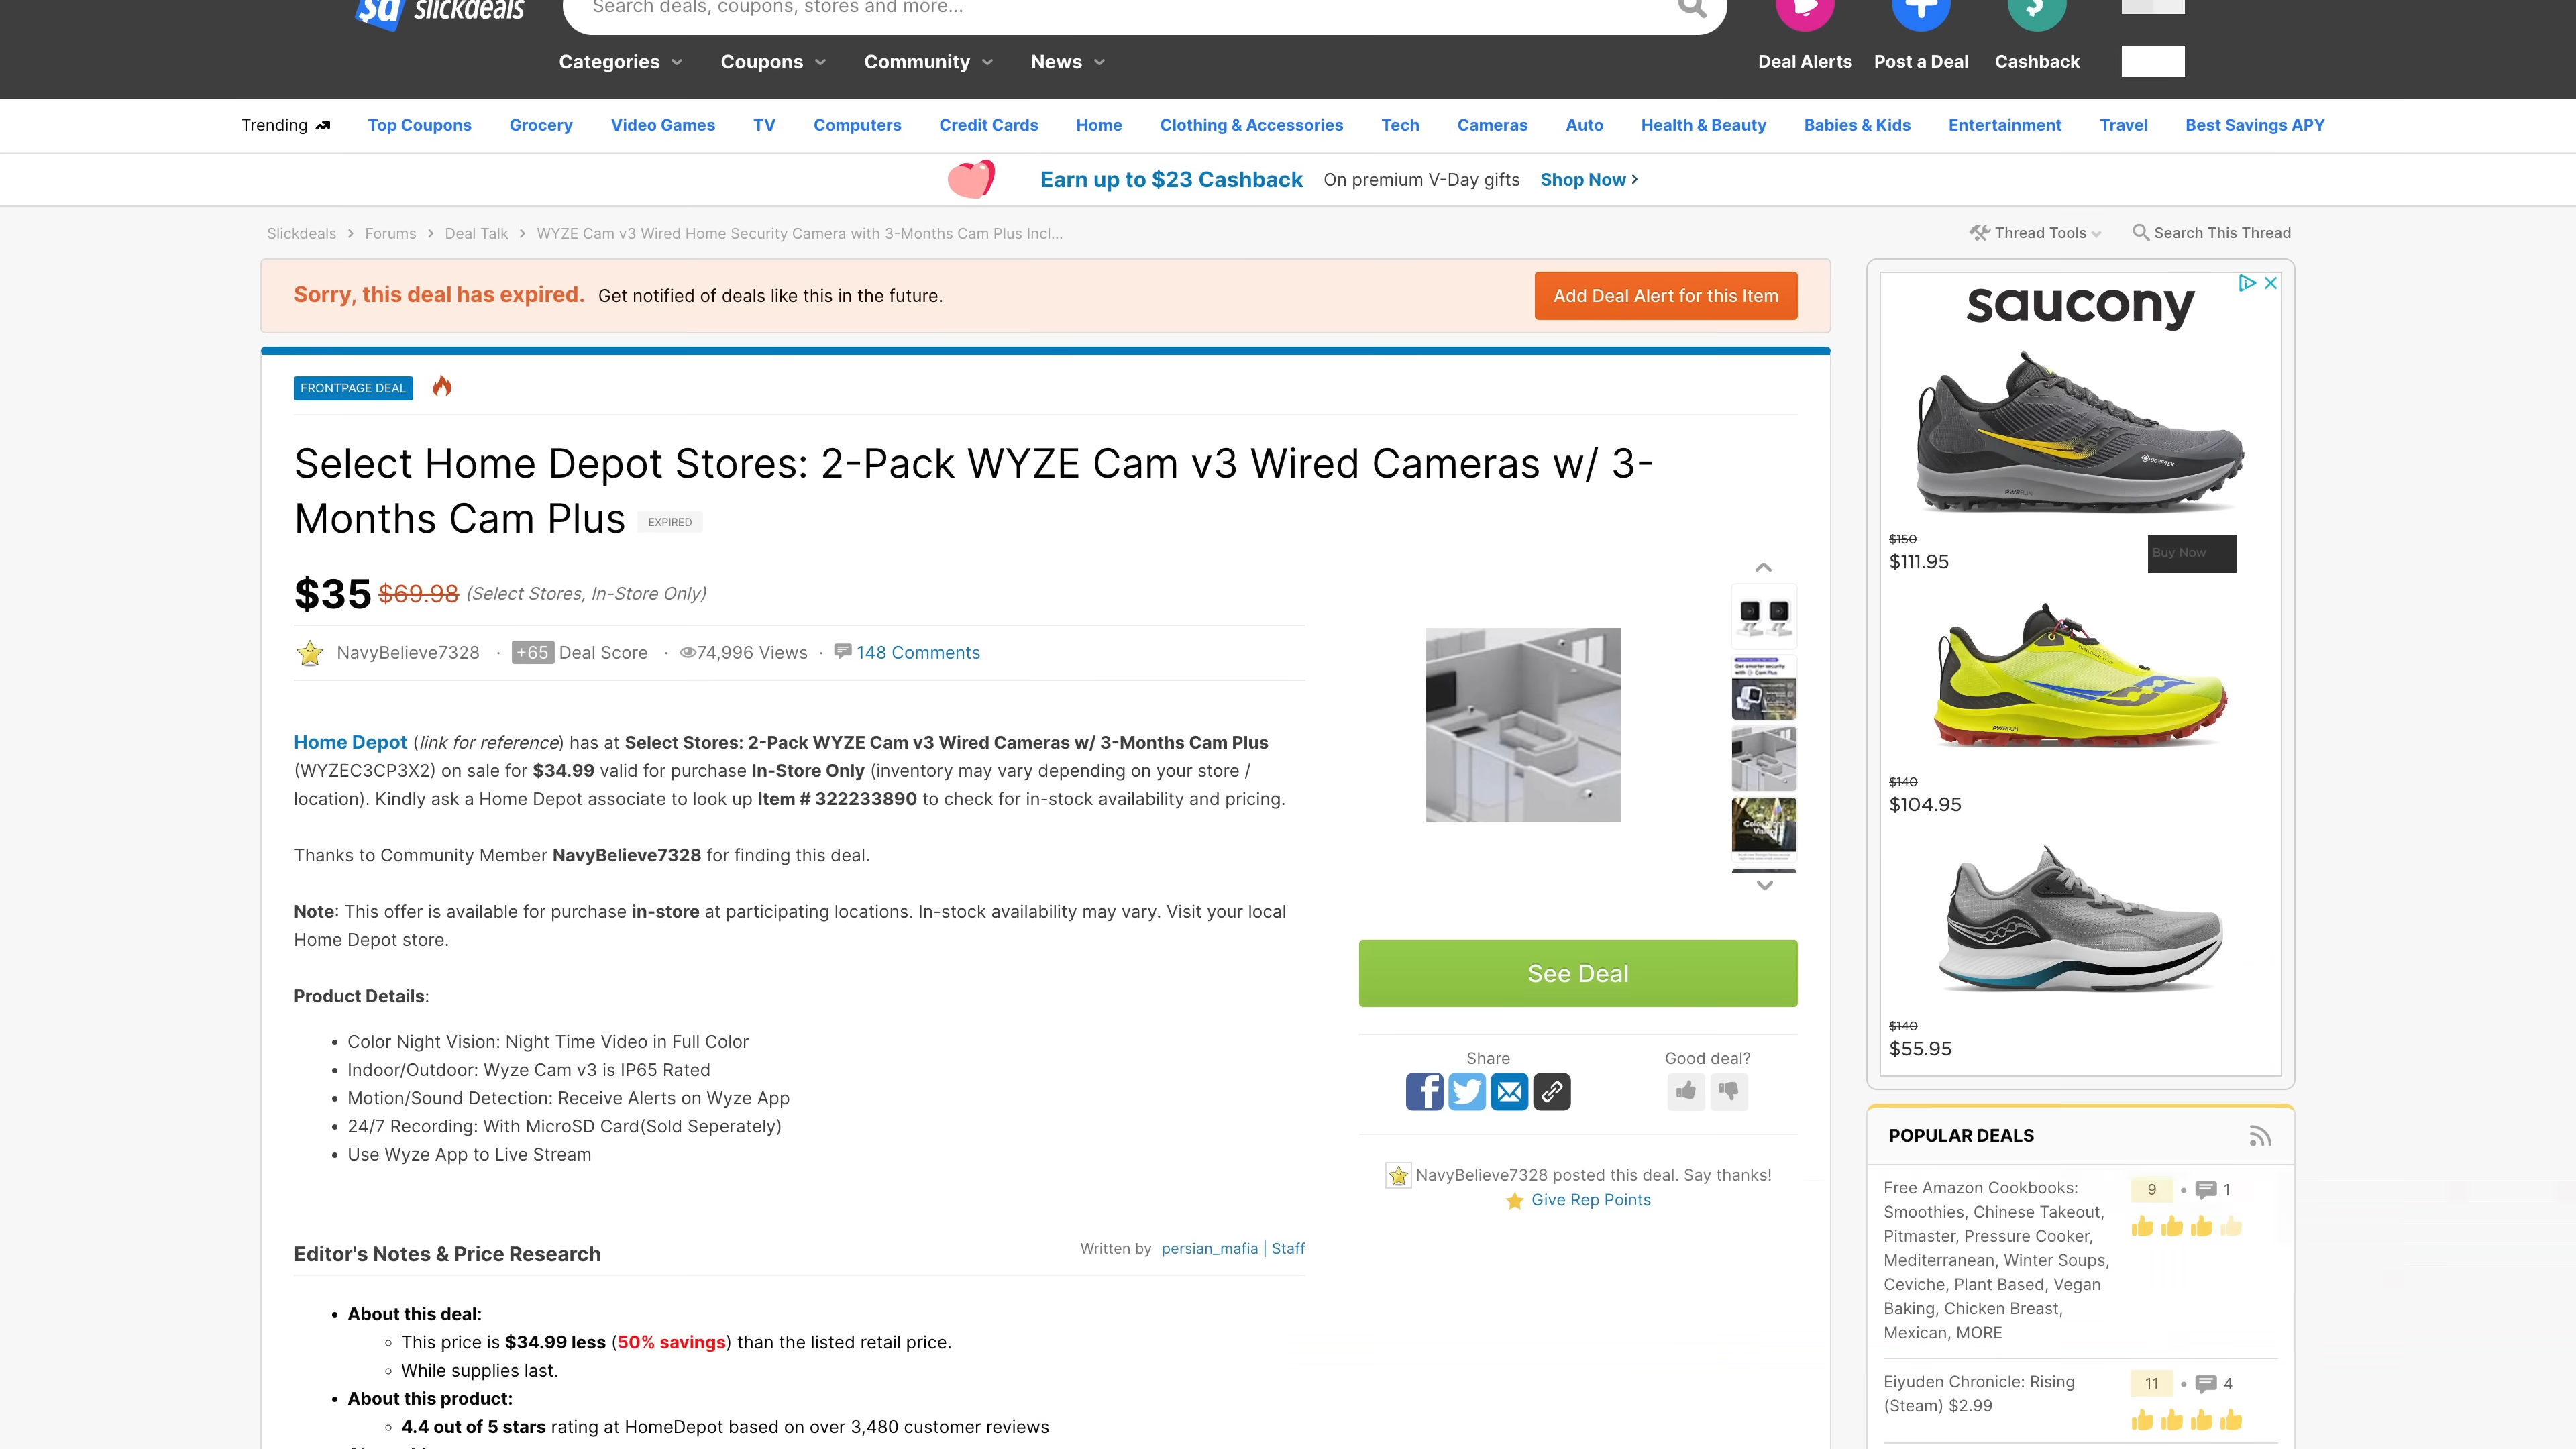 slickdeals
Search deals, coupons, stores and more...
Categories Coupons Community News
Deal Alerts Post a Deal Cashback
Trending Top Coupons Grocery Video Games TV Computers Credit Cards Home Clothing & Accessories Tech Cameras Auto Health & Beauty Babies & Kids Entertainment Travel Best Savings APY
Earn up to $23 Cashback On premium V-Day gifts Shop Now ›
Slickdeals > Forums > Deal Talk > WYZE Cam v3 Wired Home Security Camera with 3-Months Cam Plus Incl...
Thread Tools Search This Thread
Sorry, this deal has expired. Get notified of deals like this in the future.
Add Deal Alert for this Item
FRONTPAGE DEAL
Select Home Depot Stores: 2-Pack WYZE Cam v3 Wired Cameras w/ 3-
Months Cam Plus EXPIRED
$35 $69.98 (Select Stores, In-Store Only)
NavyBelieve7328 · +65 Deal Score · 74,996 Views · 148 Comments
Home Depot (link for reference) has at Select Stores: 2-Pack WYZE Cam v3 Wired Cameras w/ 3-Months Cam Plus
(WYZEC3CP3X2) on sale for $34.99 valid for purchase In-Store Only (inventory may vary depending on your store /
location). Kindly ask a Home Depot associate to look up Item # 322233890 to check for in-stock availability and pricing.
Thanks to Community Member NavyBelieve7328 for finding this deal.
Note: This offer is available for purchase in-store at participating locations. In-stock availability may vary. Visit your local
Home Depot store.
Product Details:
• Color Night Vision: Night Time Video in Full Color
• Indoor/Outdoor: Wyze Cam v3 is IP65 Rated
• Motion/Sound Detection: Receive Alerts on Wyze App
• 24/7 Recording: With MicroSD Card(Sold Seperately)
• Use Wyze App to Live Stream
Editor's Notes & Price Research
Written by persian_mafia | Staff
• About this deal:
◦ This price is $34.99 less (50% savings) than the listed retail price.
◦ While supplies last.
• About this product:
◦ 4.4 out of 5 stars rating at HomeDepot based on over 3,480 customer reviews
See Deal
Share
Good deal?
NavyBelieve7328 posted this deal. Say thanks!
Give Rep Points
saucony
$150
$111.95
Buy Now
$140
$104.95
$140
$55.95
POPULAR DEALS
Free Amazon Cookbooks:
Smoothies, Chinese Takeout,
Pitmaster, Pressure Cooker,
Mediterranean, Winter Soups,
Ceviche, Plant Based, Vegan
Baking, Chicken Breast,
Mexican, MORE
9 • 1
Eiyuden Chronicle: Rising
(Steam) $2.99
11 • 4